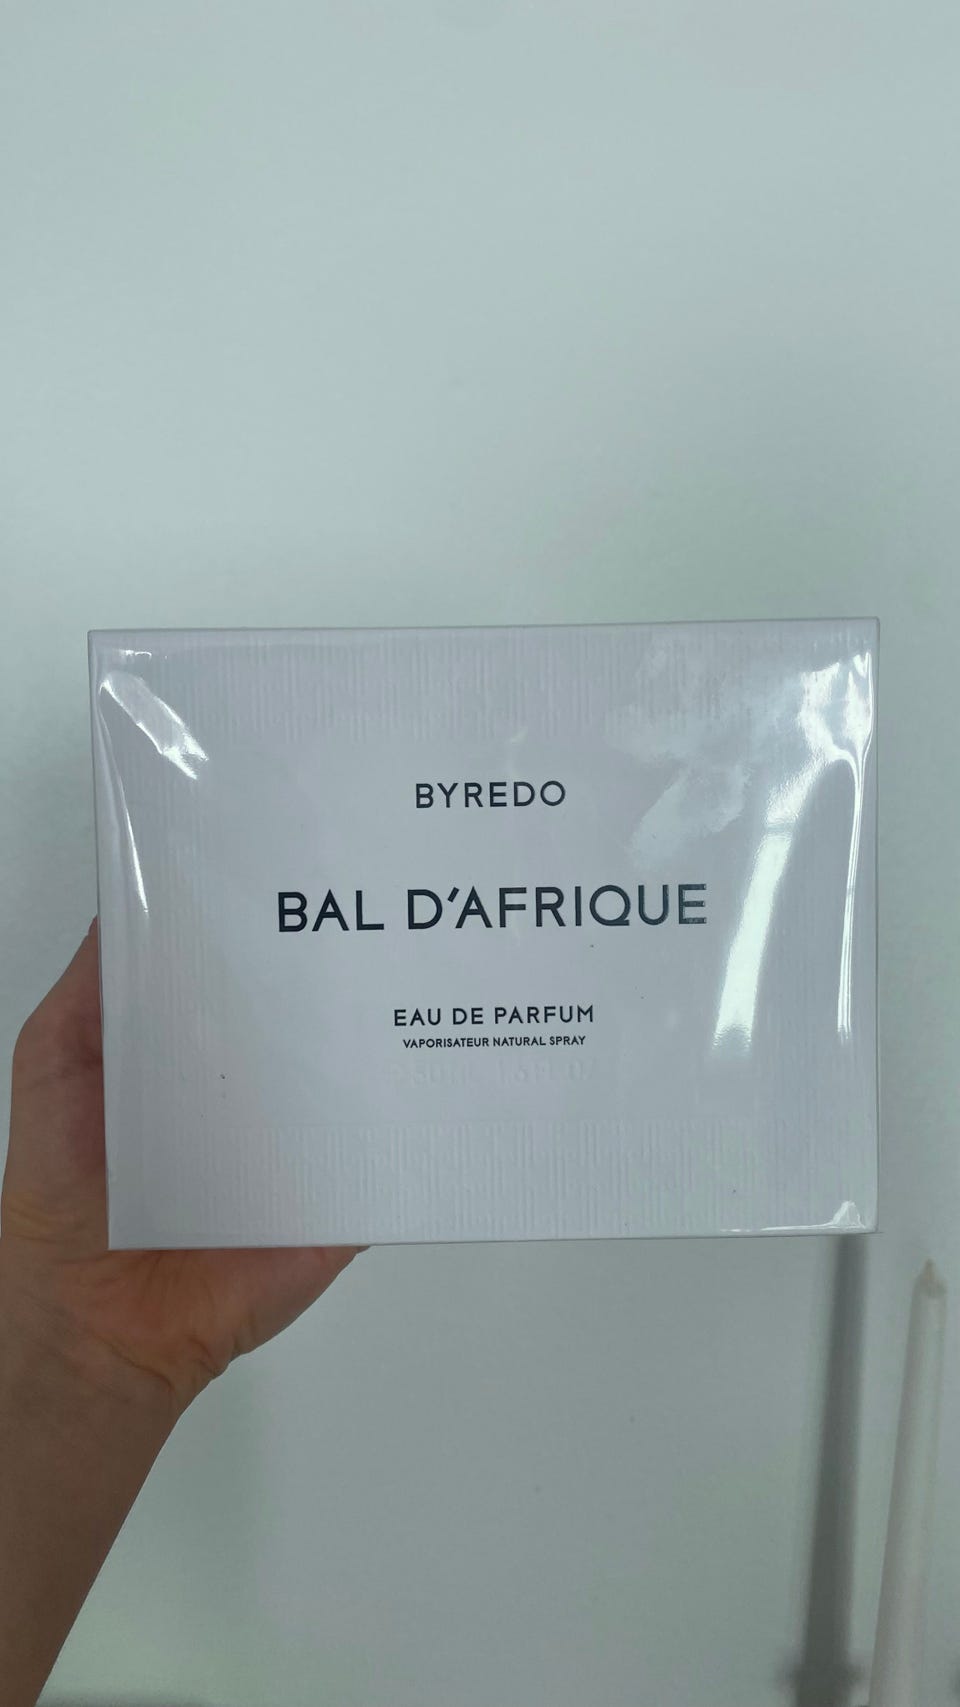 BYREDO
BAL D'AFRIQUE
EAU DE PARFUM
VAPORISATEUR NATURAL SPRAY